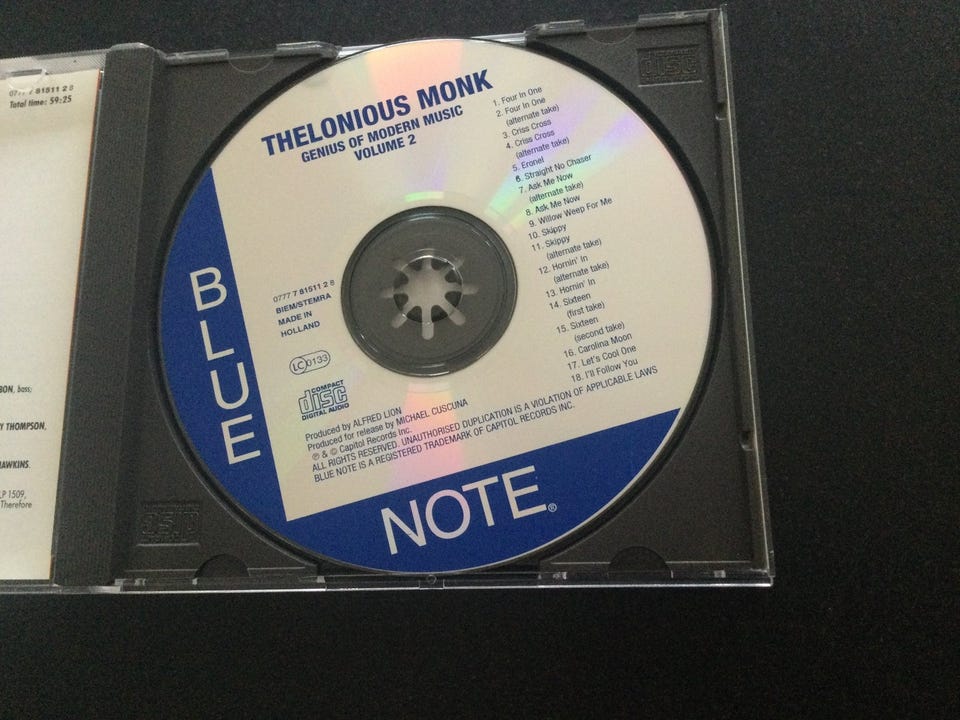 0777 7 81511 2 8
Total time: 59:25
BON, bass;
Y THOMPSON,
AWKINS.
LP 1509,
Therefore
THELONIOUS MONK
GENIUS OF MODERN MUSIC
VOLUME 2
1. Four In One
2. Four In One
(alternate take)
3. Criss Cross
4. Criss Cross
(alternate take)
5. Eronel
6. Straight No Chaser
7. Ask Me Now
(alternate take)
8. Ask Me Now
9. Willow Weep For Me
10. Skippy
11. Skippy
(alternate take)
12. Hornin' In
(alternate take)
13. Hornin' In
14. Sixteen
(first take)
15. Sixteen
(second take)
16. Carolina Moon
17. Let's Cool One
18. I'll Follow You
0777 7 81511 2 8
BIEM/STEMRA
MADE IN
HOLLAND
LC 0133
COMPACT
disc
DIGITAL AUDIO
Produced by ALFRED LION
Produced for release by MICHAEL CUSCUNA
℗ & © Capitol Records Inc.
ALL RIGHTS RESERVED. UNAUTHORISED DUPLICATION IS A VIOLATION OF APPLICABLE LAWS
BLUE NOTE IS A REGISTERED TRADEMARK OF CAPITOL RECORDS INC.
BLUE
NOTE®
disc
disc